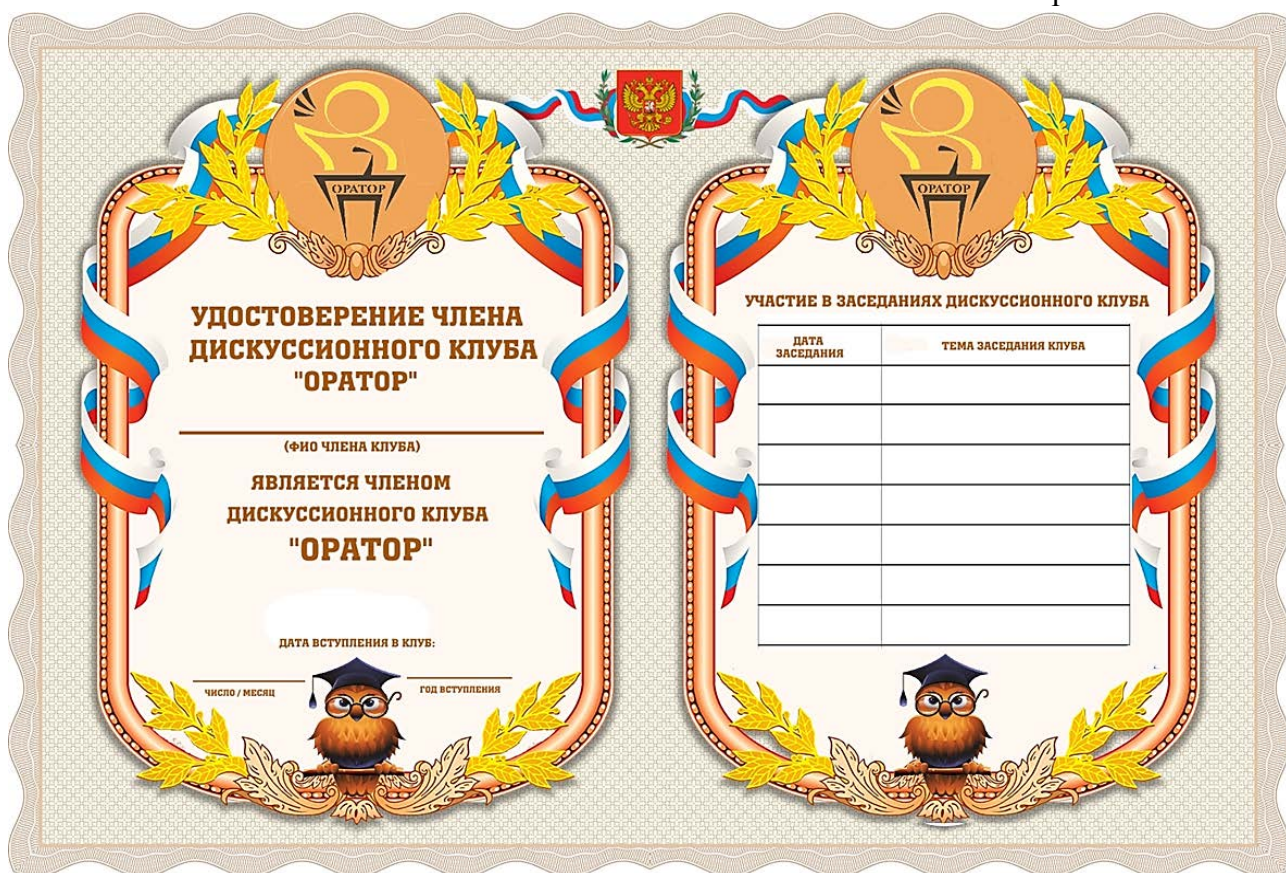 ОРАТОР
УДОСТОВЕРЕНИЕ ЧЛЕНА
ДИСКУССИОННОГО КЛУБА
"ОРАТОР"
(ФИО ЧЛЕНА КЛУБА)
ЯВЛЯЕТСЯ ЧЛЕНОМ
ДИСКУССИОННОГО КЛУБА
"ОРАТОР"
ДАТА ВСТУПЛЕНИЯ В КЛУБ:
ЧИСЛО / МЕСЯЦ
ГОД ВСТУПЛЕНИЯ
ОРАТОР
УЧАСТИЕ В ЗАСЕДАНИЯХ ДИСКУССИОННОГО КЛУБА
ДАТА
ЗАСЕДАНИЯ
ТЕМА ЗАСЕДАНИЯ КЛУБА